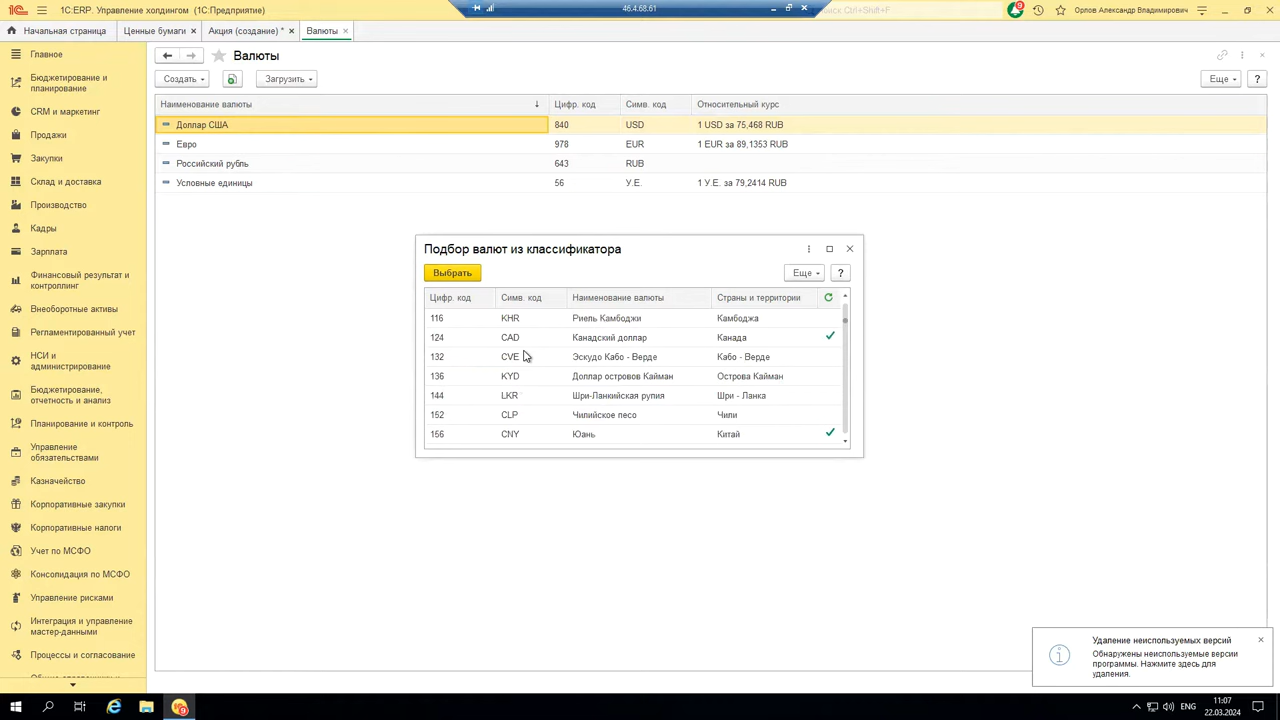 1С:ERP. Управление холдингом (1С:Предприятие)
46.4.68.61
Ctrl+Shift+F
Орлов Александр Владимирович
Начальная страница
Ценные бумаги ×
Акция (создание) * ×
Валюты ×
Главное
Бюджетирование и
планирование
CRM и маркетинг
Продажи
Закупки
Склад и доставка
Производство
Кадры
Зарплата
Финансовый результат и
контроллинг
Внеоборотные активы
Регламентированный учет
НСИ и
администрирование
Бюджетирование,
отчетность и анализ
Планирование и контроль
Управление
обязательствами
Казначейство
Корпоративные закупки
Корпоративные налоги
Учет по МСФО
Консолидация по МСФО
Управление рисками
Интеграция и управление
мастер-данными
Процессы и согласование
Валюты
Создать
Загрузить
Еще
?
Наименование валюты ↓ Цифр. код Симв. код Относительный курс
Доллар США 840 USD 1 USD за 75,468 RUB
Евро 978 EUR 1 EUR за 89,1353 RUB
Российский рубль 643 RUB
Условные единицы 56 У.Е. 1 У.Е. за 79,2414 RUB
Подбор валют из классификатора
Выбрать
Еще
?
Цифр. код Симв. код Наименование валюты Страны и территории
116 KHR Риель Камбоджи Камбоджа
124 CAD Канадский доллар Канада
132 CVE Эскудо Кабо - Верде Кабо - Верде
136 KYD Доллар островов Кайман Острова Кайман
144 LKR Шри-Ланкийская рупия Шри - Ланка
152 CLP Чилийское песо Чили
156 CNY Юань Китай
Удаление неиспользуемых версий
Обнаружены неиспользуемые версии
программы. Нажмите здесь для
удаления.
ENG
11:07
22.03.2024